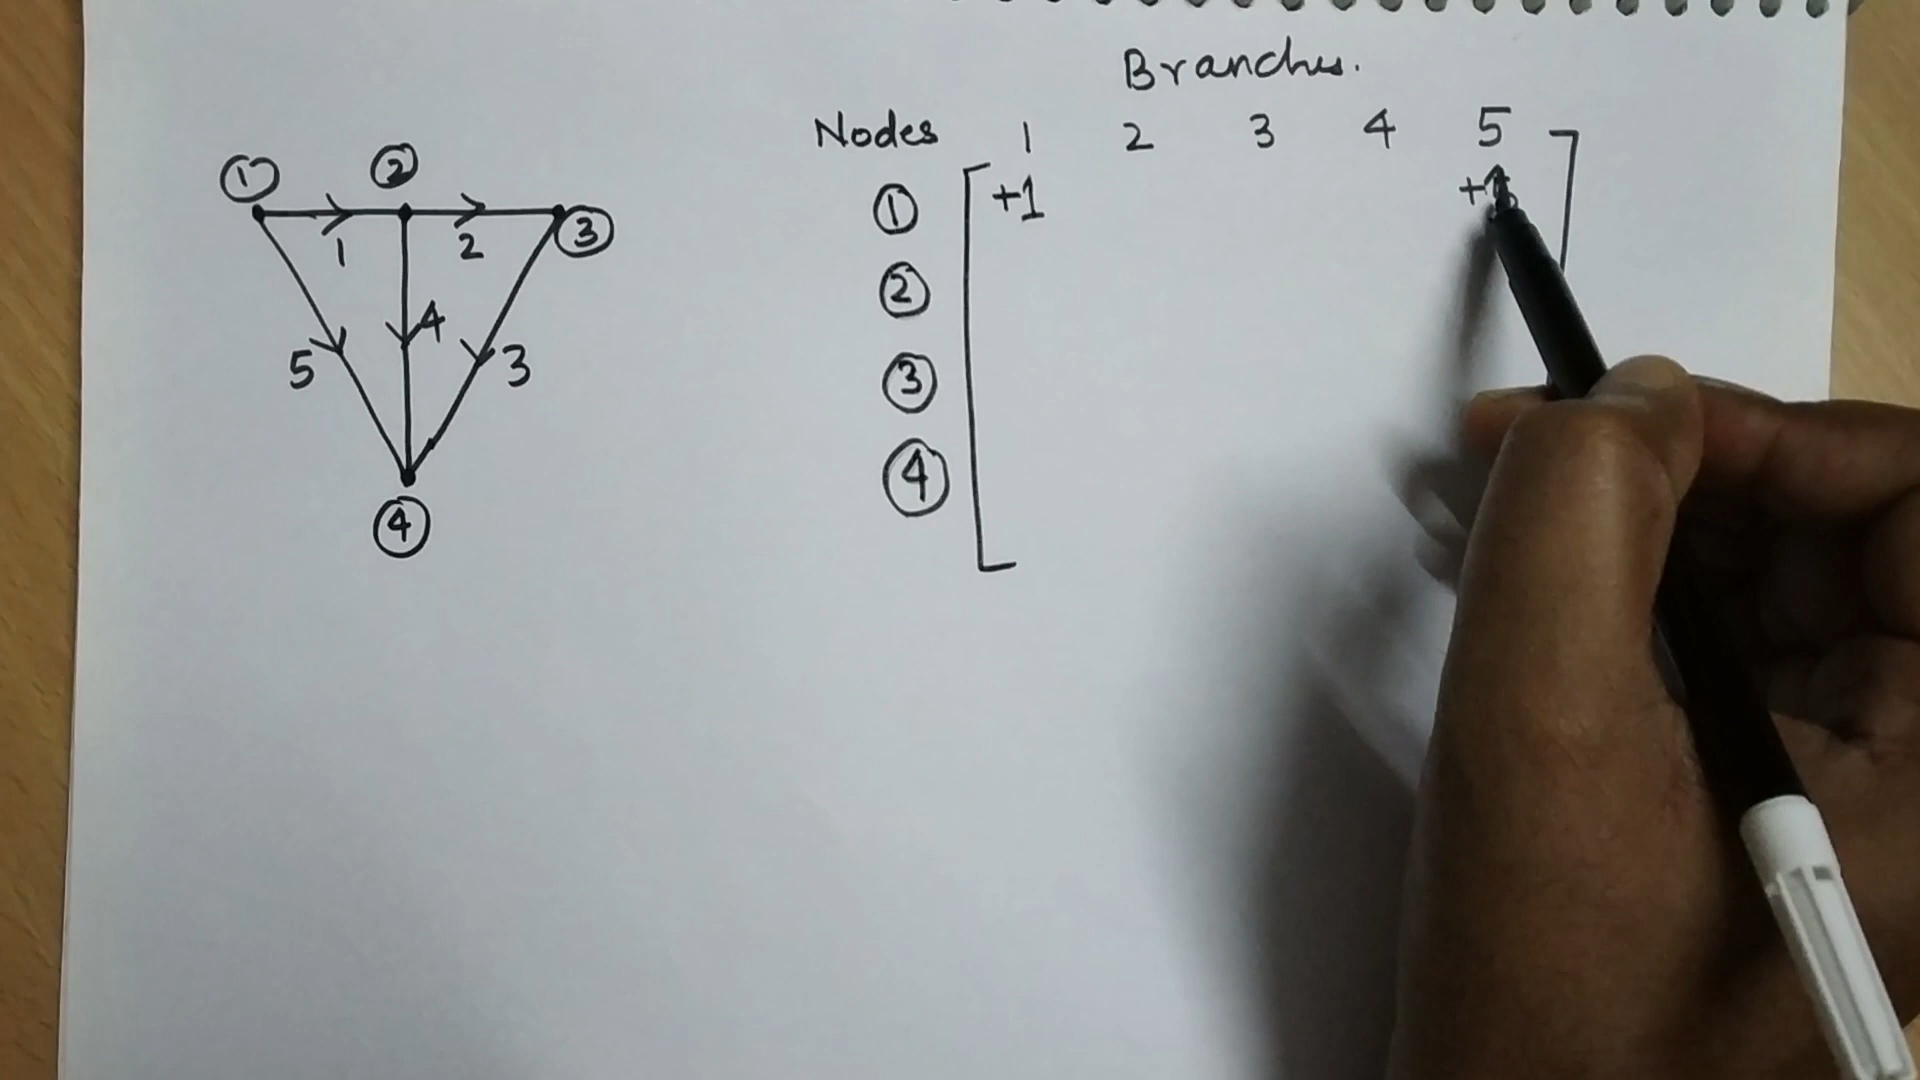 Branches.
Nodes 1 2 3 4 5
① +1 +1
②
③
④
① ② ③
1 2
5 4 3
④